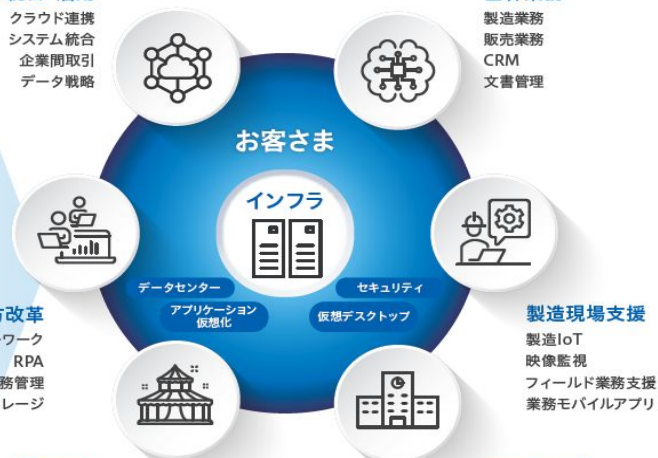 クラウド連携
システム統合
企業間取引
データ戦略
製造業務
販売業務
CRM
文書管理
お客さま
インフラ
データセンター
セキュリティ
アプリケーション
仮想化
仮想デスクトップ
改革
ワーク
RPA
務管理
レージ
製造現場支援
製造IoT
映像監視
フィールド業務支援
業務モバイルアプリ